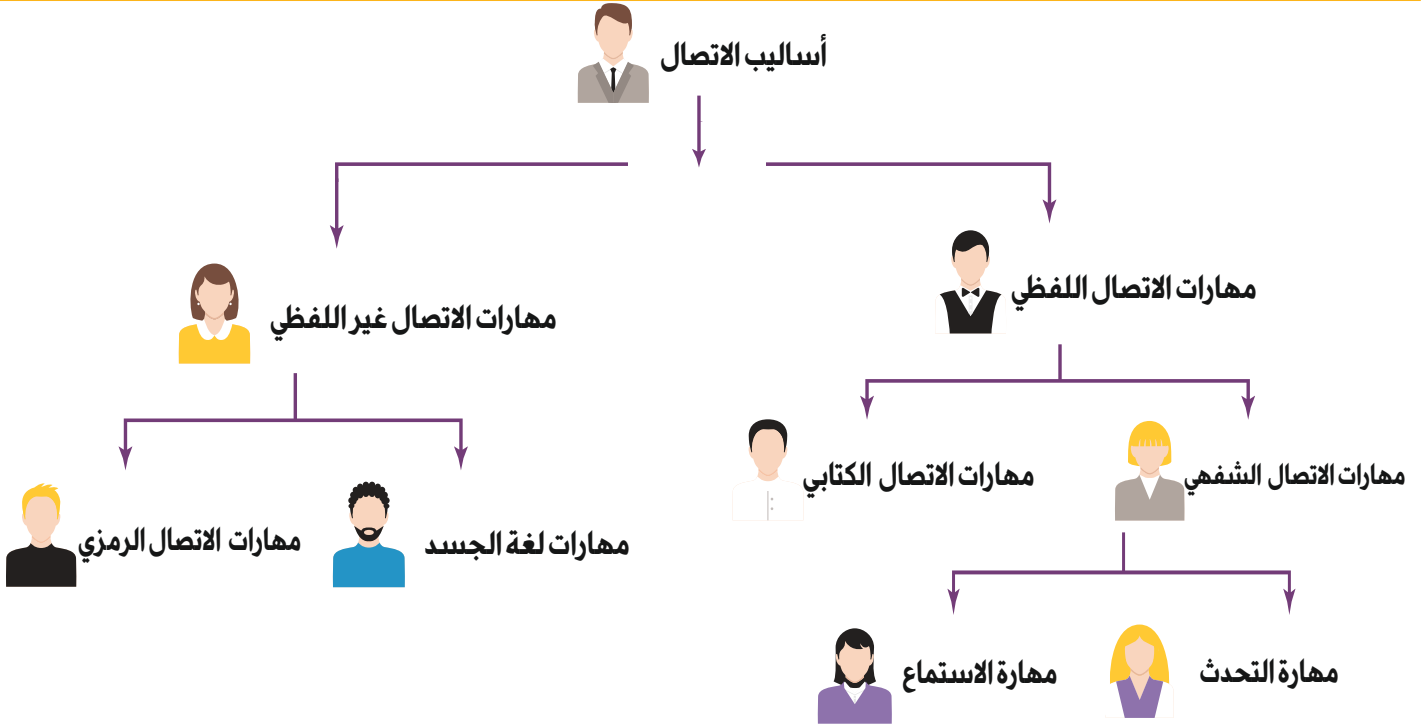 أساليب الاتصال
مهارات الاتصال اللفظي
مهارات الاتصال غير اللفظي
مهارات الاتصال الشفهي
مهارات الاتصال الكتابي
مهارات لغة الجسد
مهارات الاتصال الرمزي
مهارة التحدث
مهارة الاستماع